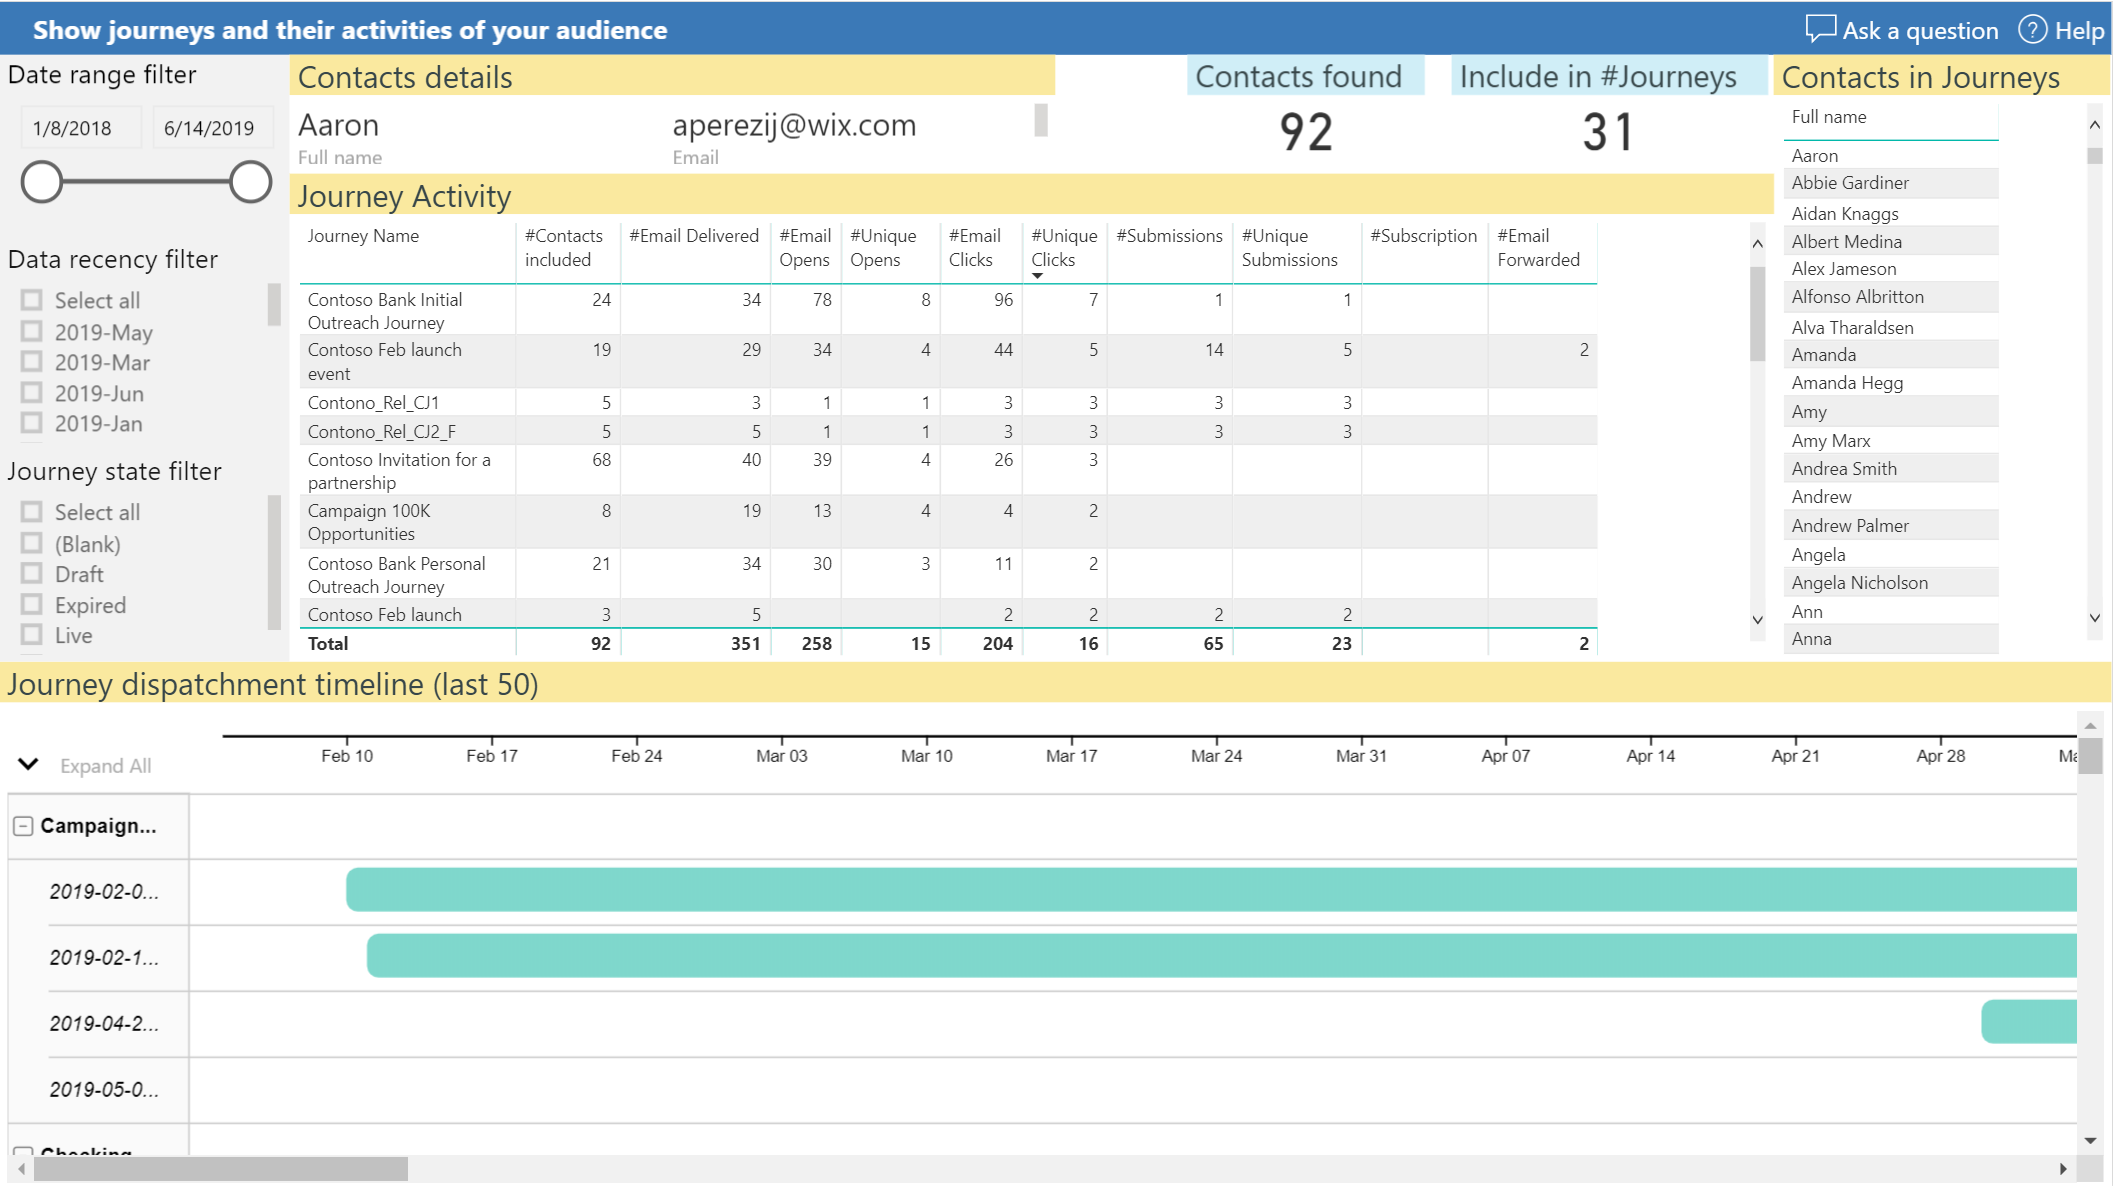 Show journeys and their activities of your audience
Ask a question
Help
Date range filter
1/8/2018
6/14/2019
Data recency filter
Select all
2019-May
2019-Mar
2019-Jun
2019-Jan
Journey state filter
Select all
(Blank)
Draft
Expired
Live
Contacts details
Aaron
Full name
aperezij@wix.com
Email
Contacts found
92
Include in #Journeys
31
Journey Activity
Journey Name #Contacts included #Email Delivered #Email Opens #Unique Opens #Email Clicks #Unique Clicks #Submissions #Unique Submissions #Subscription #Email Forwarded
Contoso Bank Initial Outreach Journey 24 34 78 8 96 7 1 1
Contoso Feb launch event 19 29 34 4 44 5 14 5 2
Contono_Rel_CJ1 5 3 1 1 3 3 3 3
Contono_Rel_CJ2_F 5 5 1 1 3 3 3 3
Contoso Invitation for a partnership 68 40 39 4 26 3
Campaign 100K Opportunities 8 19 13 4 4 2
Contoso Bank Personal Outreach Journey 21 34 30 3 11 2
Contoso Feb launch 3 5 2 2 2 2
Total 92 351 258 15 204 16 65 23 2
Contacts in Journeys
Full name
Aaron
Abbie Gardiner
Aidan Knaggs
Albert Medina
Alex Jameson
Alfonso Albritton
Alva Tharaldsen
Amanda
Amanda Hegg
Amy
Amy Marx
Andrea Smith
Andrew
Andrew Palmer
Angela
Angela Nicholson
Ann
Anna
Journey dispatchment timeline (last 50)
Expand All
Feb 10 Feb 17 Feb 24 Mar 03 Mar 10 Mar 17 Mar 24 Mar 31 Apr 07 Apr 14 Apr 21 Apr 28 Ma
Campaign...
2019-02-0...
2019-02-1...
2019-04-2...
2019-05-0...
Checking